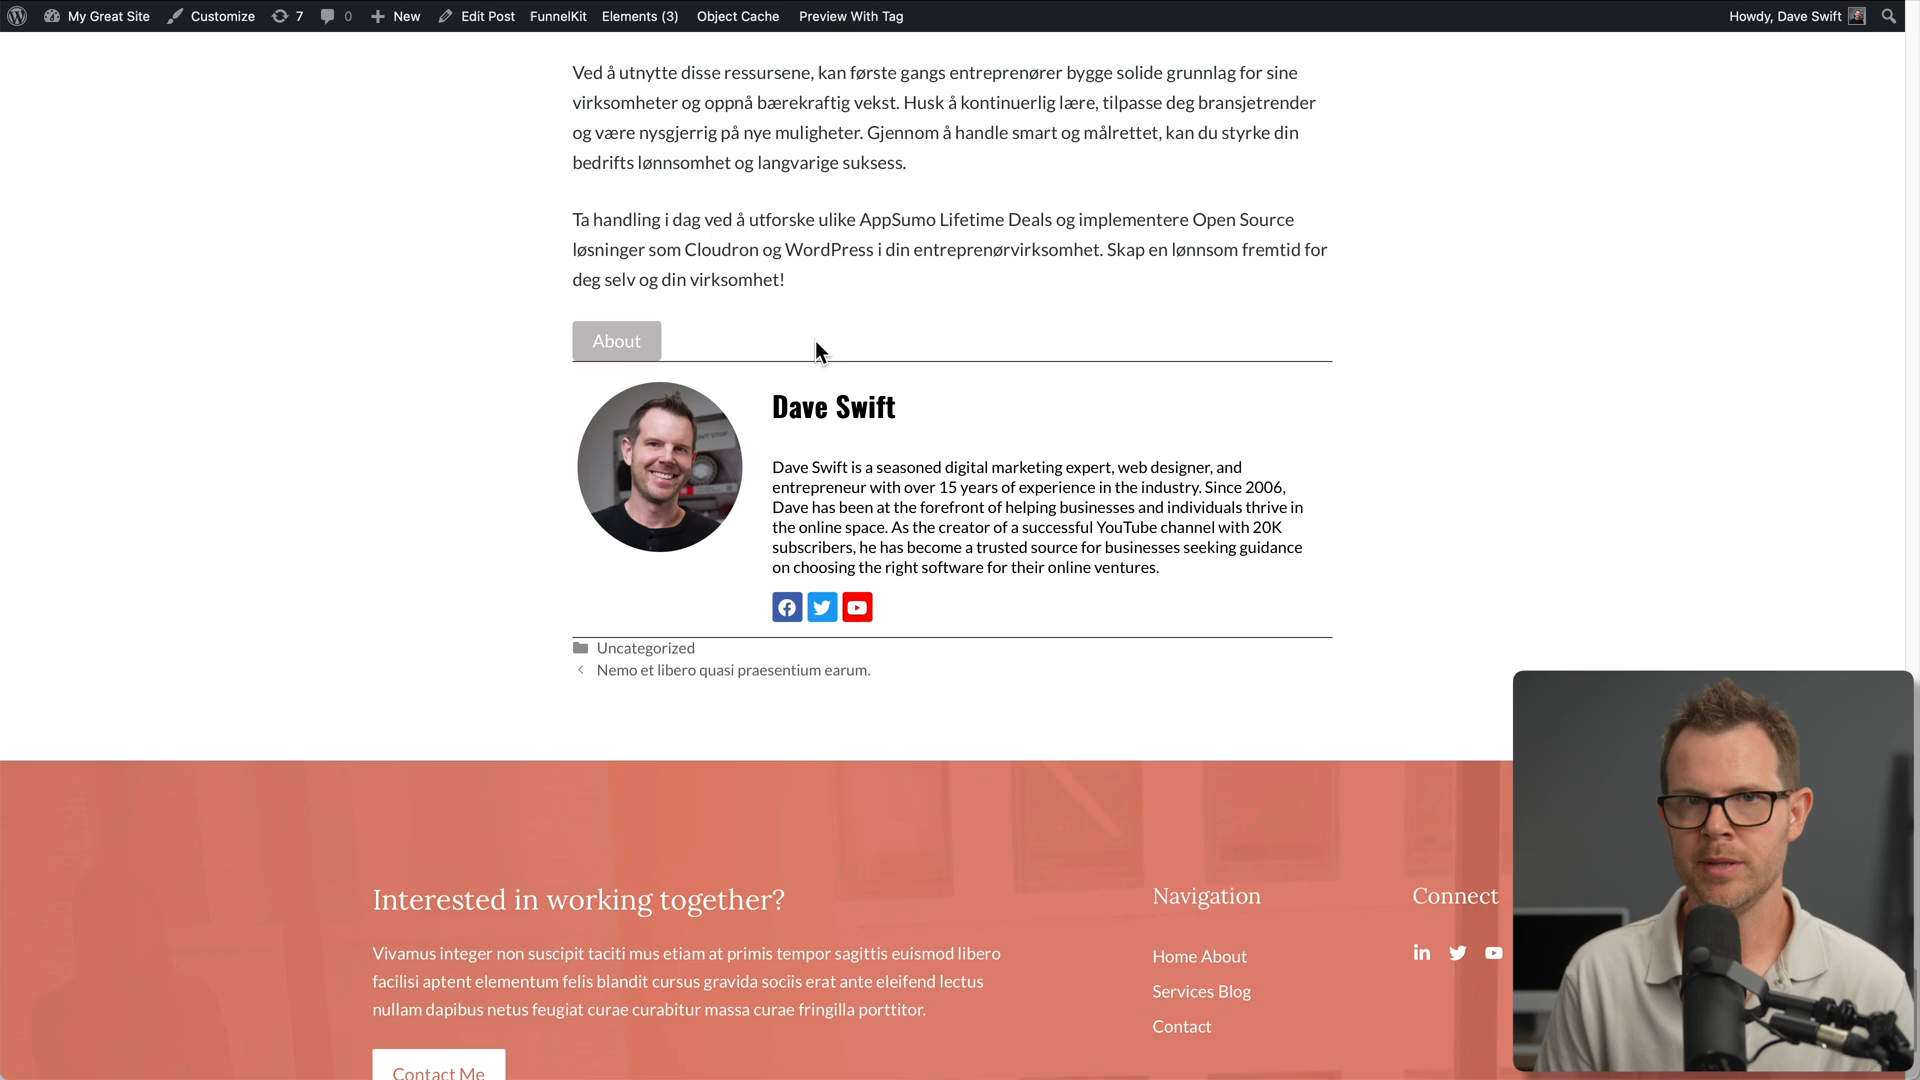 My Great Site Customize 7 0 New Edit Post FunnelKit Elements (3) Object Cache Preview With Tag Howdy, Dave Swift
Ved å utnytte disse ressursene, kan første gangs entreprenører bygge solide grunnlag for sine
virksomheter og oppnå bærekraftig vekst. Husk å kontinuerlig lære, tilpasse deg bransjetrender
og være nysgjerrig på nye muligheter. Gjennom å handle smart og målrettet, kan du styrke din
bedrifts lønnsomhet og langvarige suksess.
Ta handling i dag ved å utforske ulike AppSumo Lifetime Deals og implementere Open Source
løsninger som Cloudron og WordPress i din entreprenørvirksomhet. Skap en lønnsom fremtid for
deg selv og din virksomhet!
About
Dave Swift
Dave Swift is a seasoned digital marketing expert, web designer, and
entrepreneur with over 15 years of experience in the industry. Since 2006,
Dave has been at the forefront of helping businesses and individuals thrive in
the online space. As the creator of a successful YouTube channel with 20K
subscribers, he has become a trusted source for businesses seeking guidance
on choosing the right software for their online ventures.
Uncategorized
Nemo et libero quasi praesentium earum.
Interested in working together?
Vivamus integer non suscipit taciti mus etiam at primis tempor sagittis euismod libero
facilisi aptent elementum felis blandit cursus gravida sociis erat ante eleifend lectus
nullam dapibus netus feugiat curae curabitur massa curae fringilla porttitor.
Contact Me
Navigation
Home About
Services Blog
Contact
Connect